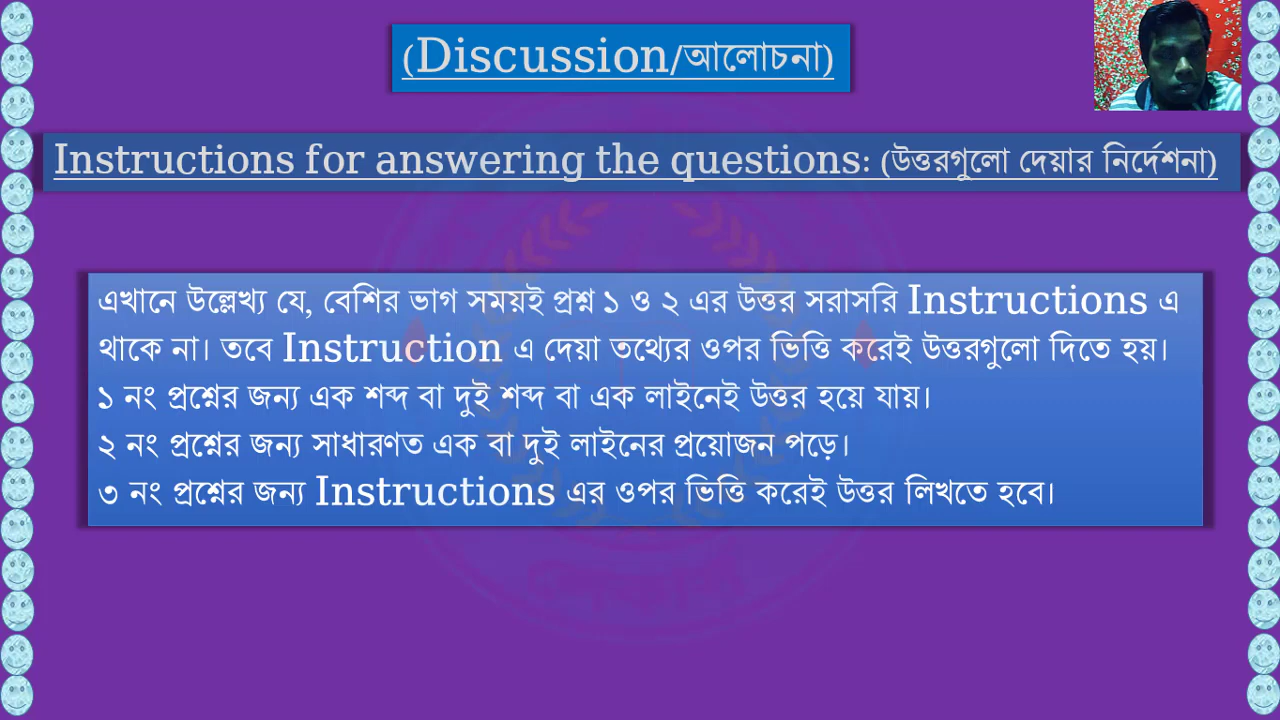 (Discussion/আলোচনা)
Instructions for answering the questions: (উত্তরগুলো দেয়ার নির্দেশনা)
এখানে উল্লেখ্য যে, বেশির ভাগ সময়ই প্রশ্ন ১ ও ২ এর উত্তর সরাসরি Instructions এ
থাকে না। তবে Instruction এ দেয়া তথ্যের ওপর ভিত্তি করেই উত্তরগুলো দিতে হয়।
১ নং প্রশ্নের জন্য এক শব্দ বা দুই শব্দ বা এক লাইনেই উত্তর হয়ে যায়।
২ নং প্রশ্নের জন্য সাধারণত এক বা দুই লাইনের প্রয়োজন পড়ে।
৩ নং প্রশ্নের জন্য Instructions এর ওপর ভিত্তি করেই উত্তর লিখতে হবে।